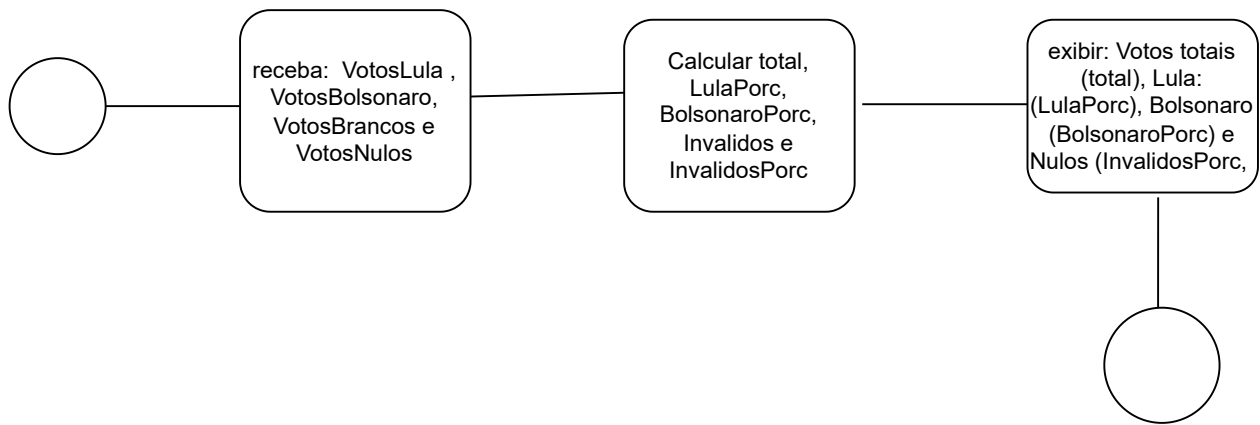 receba: VotosLula ,
VotosBolsonaro,
VotosBrancos e
VotosNulos
Calcular total,
LulaPorc,
BolsonaroPorc,
Invalidos e
InvalidosPorc
exibir: Votos totais
(total), Lula:
(LulaPorc), Bolsonaro
(BolsonaroPorc) e
Nulos (InvalidosPorc,